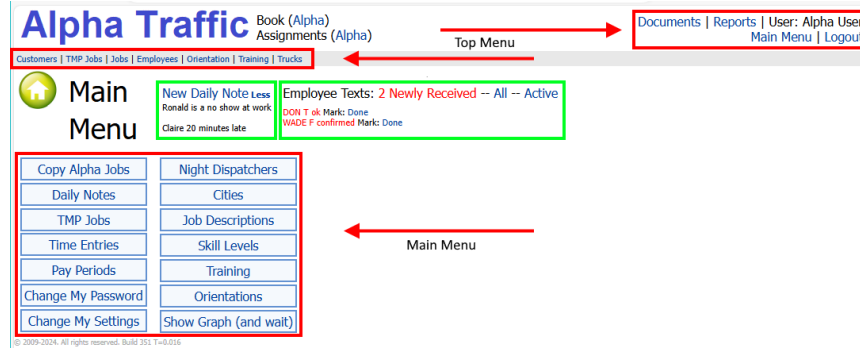 Alpha Traffic Book (Alpha)
Assignments (Alpha)
Documents | Reports | User: Alpha User
Main Menu | Logout
Top Menu
Customers | TMP Jobs | Jobs | Employees | Orientation | Training | Trucks
Main
Menu
New Daily Note Less
Ronald is a no show at work
Claire 20 minutes late
Employee Texts: 2 Newly Received -- All -- Active
DON T ok Mark: Done
WADE F confirmed Mark: Done
Copy Alpha Jobs Night Dispatchers
Daily Notes Cities
TMP Jobs Job Descriptions
Time Entries Skill Levels
Pay Periods Training
Change My Password Orientations
Change My Settings Show Graph (and wait)
Main Menu
© 2009-2024. All rights reserved. Build 351 T=0.016